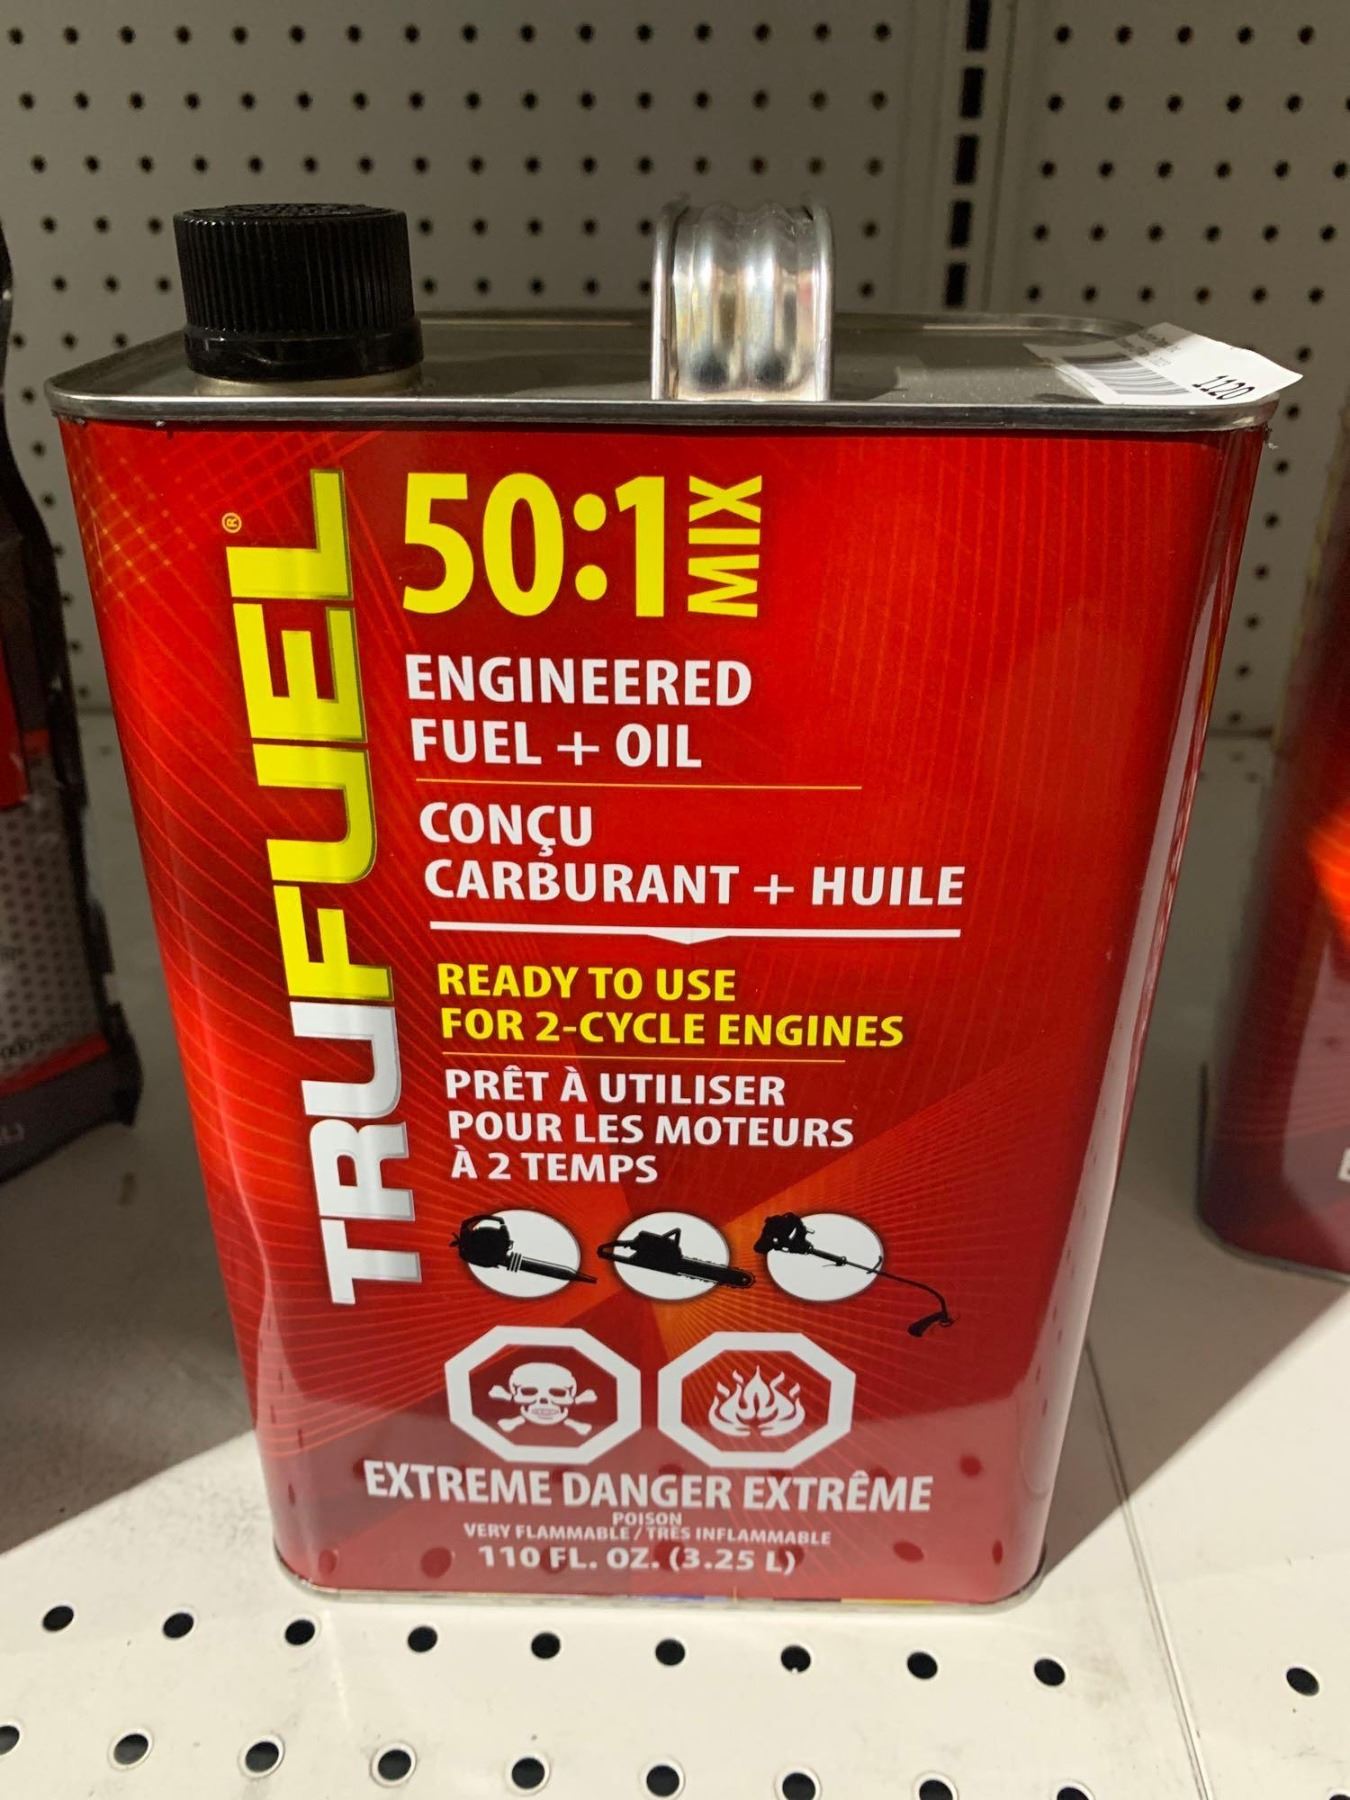 1120
TRUFUEL®
50:1 MIX
ENGINEERED
FUEL + OIL
CONÇU
CARBURANT + HUILE
READY TO USE
FOR 2-CYCLE ENGINES
PRÊT À UTILISER
POUR LES MOTEURS
À 2 TEMPS
EXTREME DANGER EXTRÊME
POISON
VERY FLAMMABLE / TRÈS INFLAMMABLE
110 FL. OZ. (3.25 L)